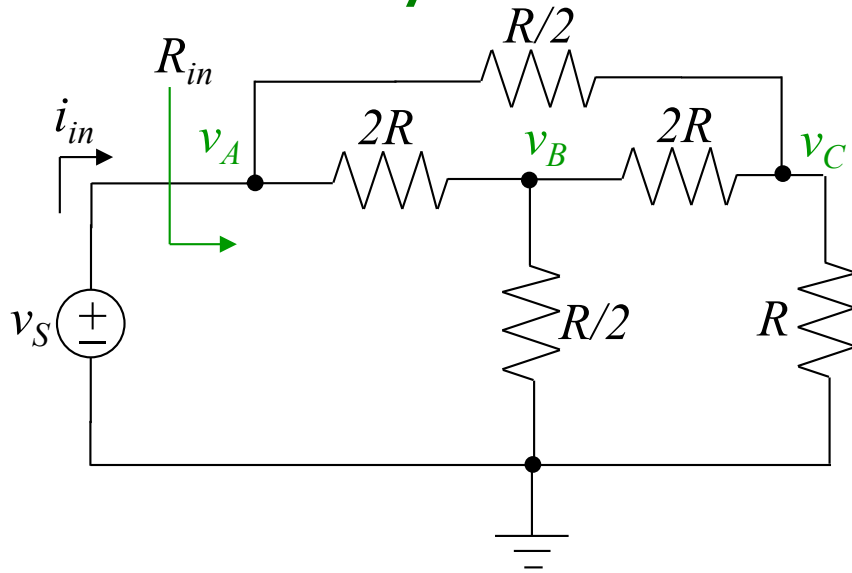 R/2
R_in
i_in
v_A
2R
v_B
2R
v_C
v_S
+
−
R/2
R